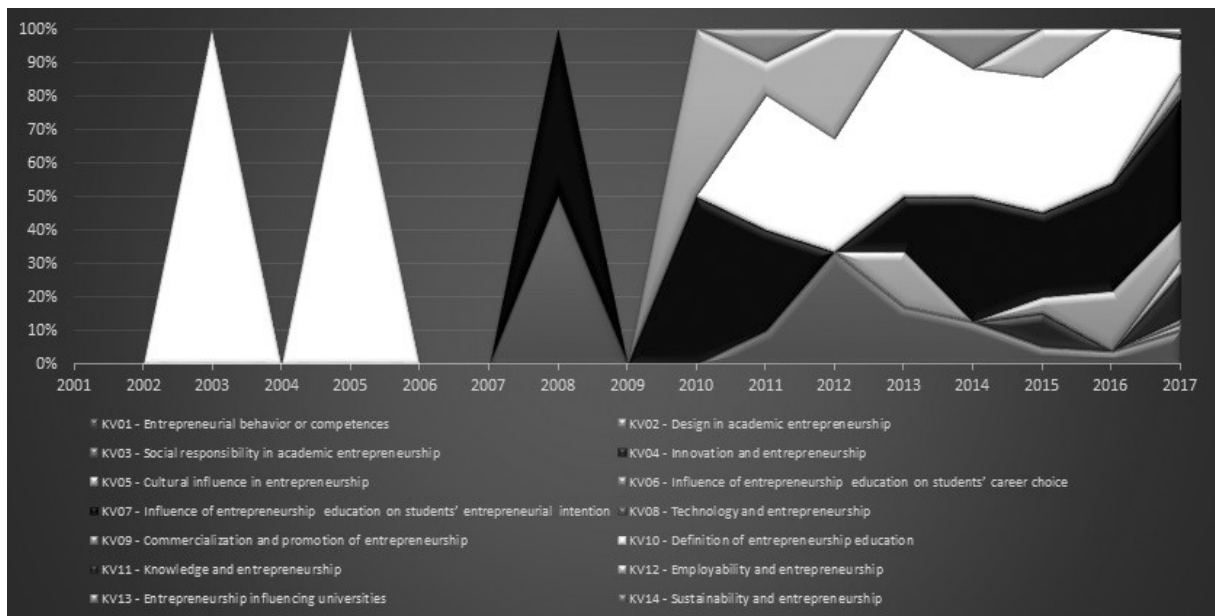 100%
90%
80%
70%
60%
50%
40%
30%
20%
10%
0%
2001 2002 2003 2004 2005 2006 2007 2008 2009 2010 2011 2012 2013 2014 2015 2016 2017
KV01 - Entrepreneurial behavior or competences KV02 - Design in academic entrepreneurship
KV03 - Social responsibility in academic entrepreneurship KV04 - Innovation and entrepreneurship
KV05 - Cultural influence in entrepreneurship KV06 - Influence of entrepreneurship education on students' career choice
KV07 - Influence of entrepreneurship education on students' entrepreneurial intention KV08 - Technology and entrepreneurship
KV09 - Commercialization and promotion of entrepreneurship KV10 - Definition of entrepreneurship education
KV11 - Knowledge and entrepreneurship KV12 - Employability and entrepreneurship
KV13 - Entrepreneurship influencing universities KV14 - Sustainability and entrepreneurship